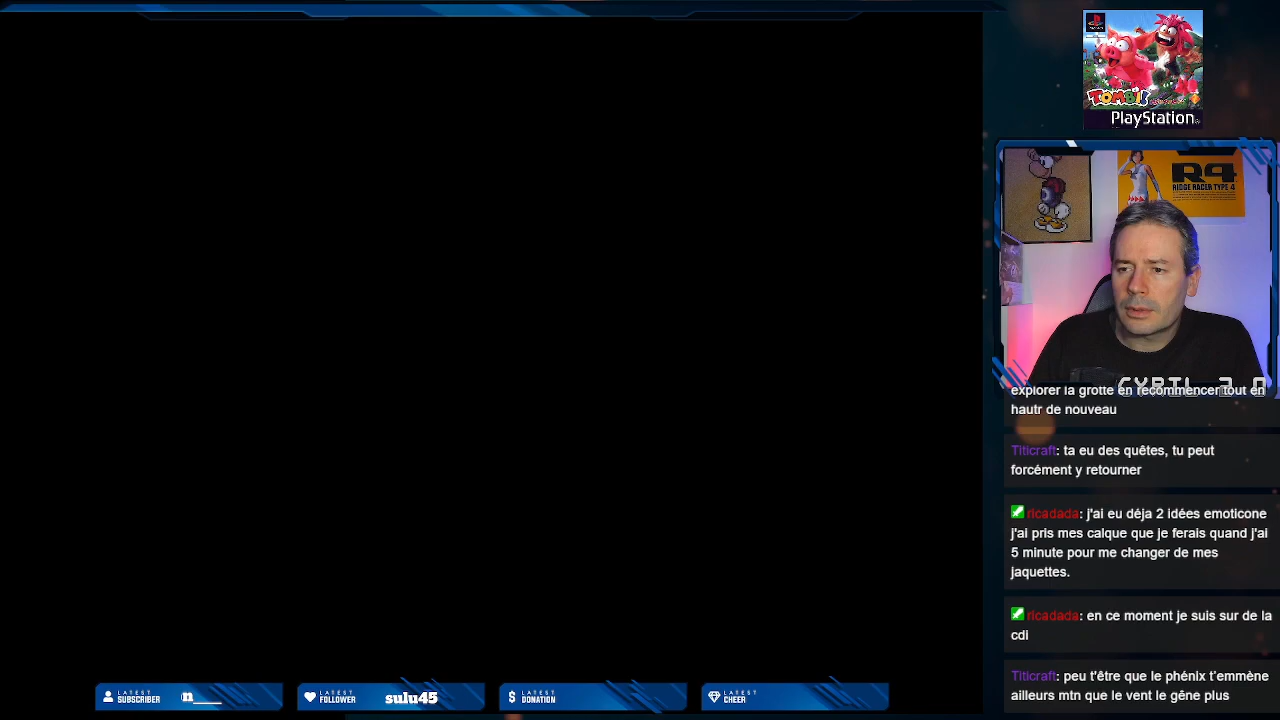 TOMBI!
PlayStation
R4
RIDGE RACER TYPE 4
explorer la grotte en recommencer tout en
hautr de nouveau
Titicraft: ta eu des quêtes, tu peut
forcément y retourner
ricadada: j'ai eu déja 2 idées emoticone
j'ai pris mes calque que je ferais quand j'ai
5 minute pour me changer de mes
jaquettes.
ricadada: en ce moment je suis sur de la
cdi
Titicraft: peu t'être que le phénix t'emmène
ailleurs mtn que le vent le gêne plus
LATEST
SUBSCRIBER
n____
LATEST
FOLLOWER
sulu45
LATEST
DONATION
LATEST
CHEER